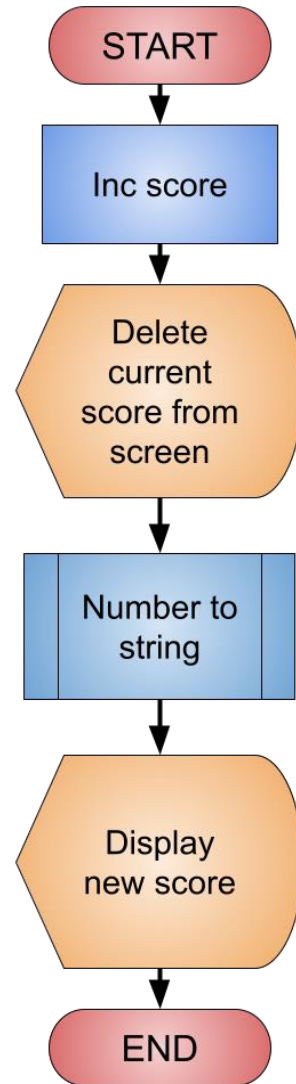 START
Inc score
Delete
current
score from
screen
Number to
string
Display
new score
END